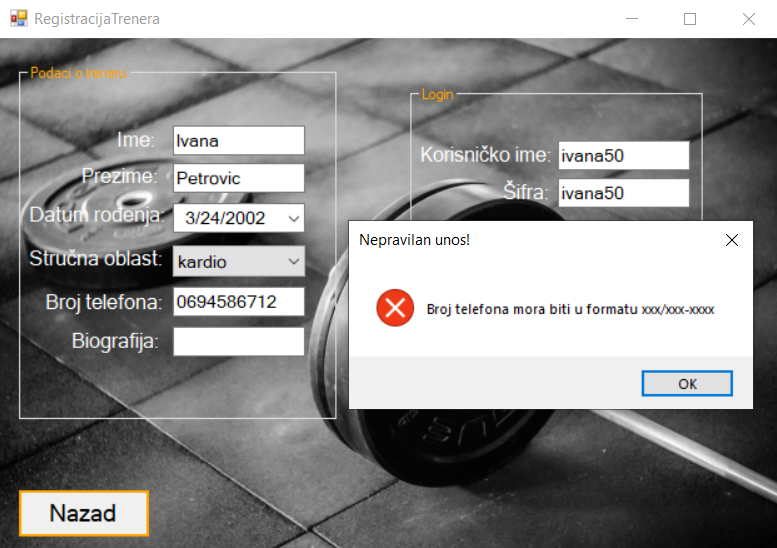 RegistracijaTrenera
Podaci o treneru
Ime: Ivana
Prezime: Petrovic
Datum rođenja: 3/24/2002
Stručna oblast: kardio
Broj telefona: 0694586712
Biografija:
Login
Korisničko ime: ivana50
Šifra: ivana50
Nepravilan unos!
Broj telefona mora biti u formatu xxx/xxx-xxxx
OK
Nazad